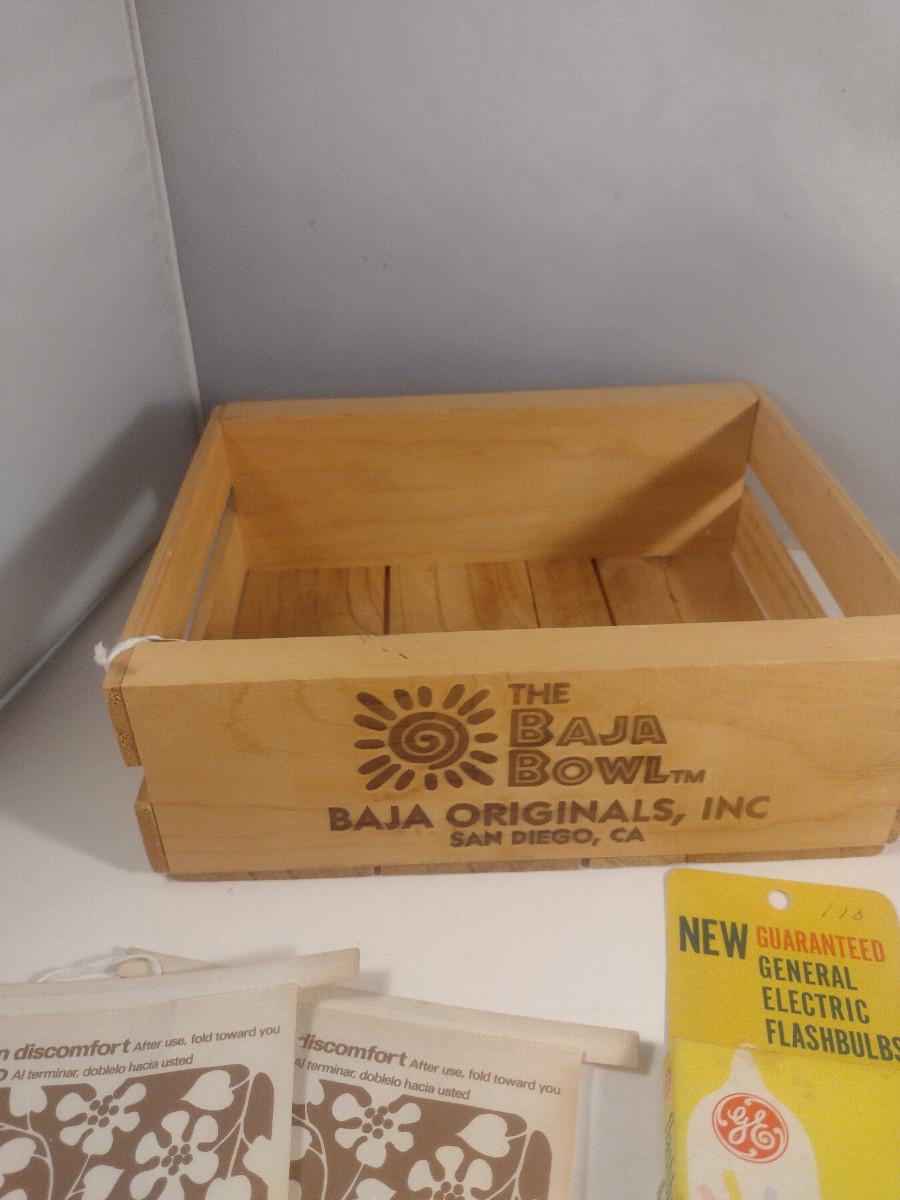 THE
BAJA
BOWL™
BAJA ORIGINALS, INC
SAN DIEGO, CA
NEW GUARANTEED
GENERAL
ELECTRIC
FLASHBULBS
110
GE
discomfort After use, fold toward you
Al terminar, doblelo hacia usted
discomfort After use, fold toward you
Al terminar, doblelo hacia usted